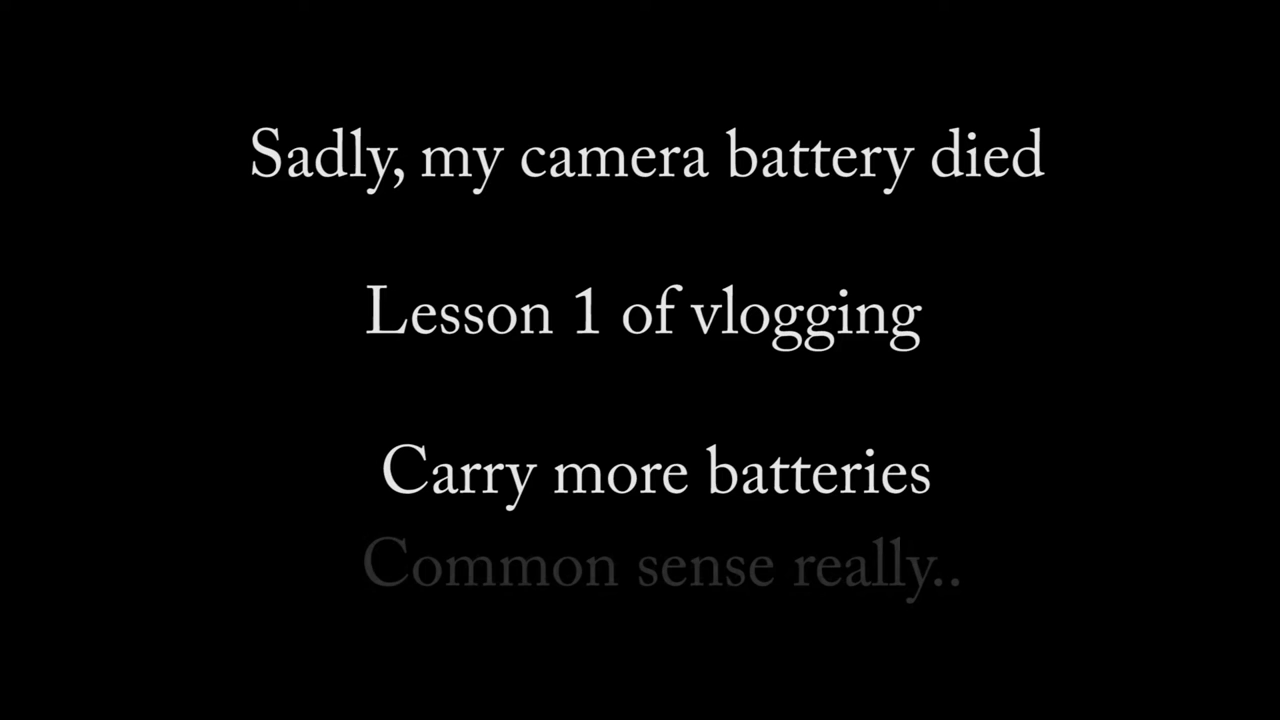 Sadly, my camera battery died
Lesson 1 of vlogging
Carry more batteries
Common sense really..